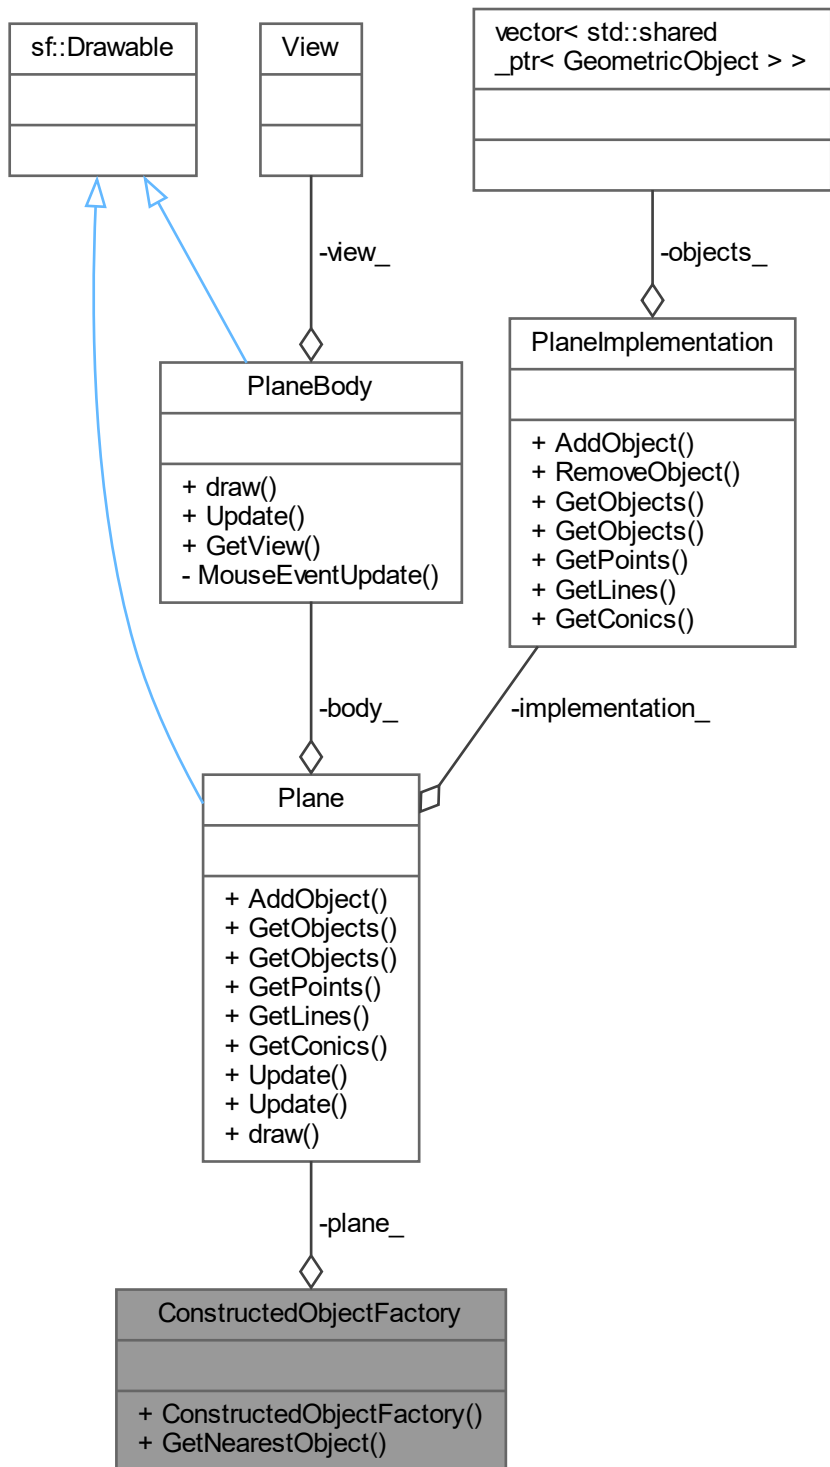 sf::Drawable
View
vector< std::shared
_ptr< GeometricObject > >
-view_
-objects_
PlaneBody
+ draw()
+ Update()
+ GetView()
- MouseEventUpdate()
PlaneImplementation
+ AddObject()
+ RemoveObject()
+ GetObjects()
+ GetObjects()
+ GetPoints()
+ GetLines()
+ GetConics()
-body_
-implementation_
Plane
+ AddObject()
+ GetObjects()
+ GetObjects()
+ GetPoints()
+ GetLines()
+ GetConics()
+ Update()
+ Update()
+ draw()
-plane_
ConstructedObjectFactory
+ ConstructedObjectFactory()
+ GetNearestObject()